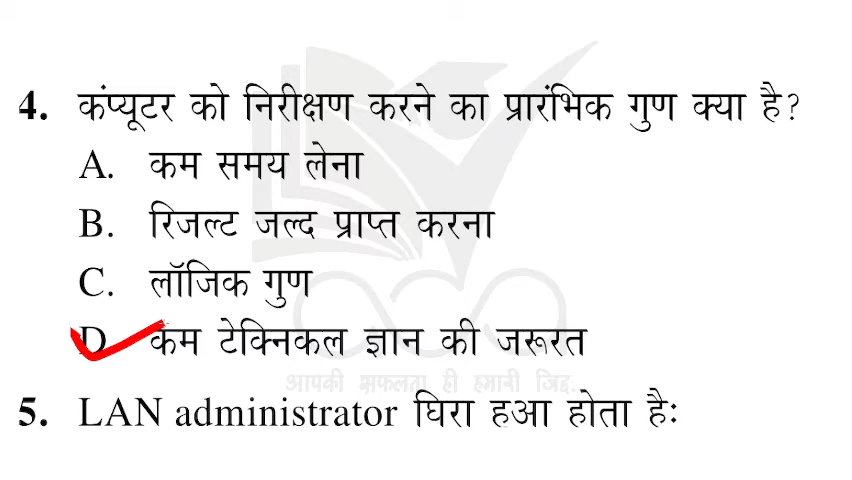 4. कंप्यूटर को निरीक्षण करने का प्रारंभिक गुण क्या है?
A. कम समय लेना
B. रिजल्ट जल्द प्राप्त करना
C. लॉजिक गुण
D. कम टेक्निकल ज्ञान की जरूरत
आपकी सफलता ही हमारी जिद्द..
5. LAN administrator घिरा हआ होता हैः